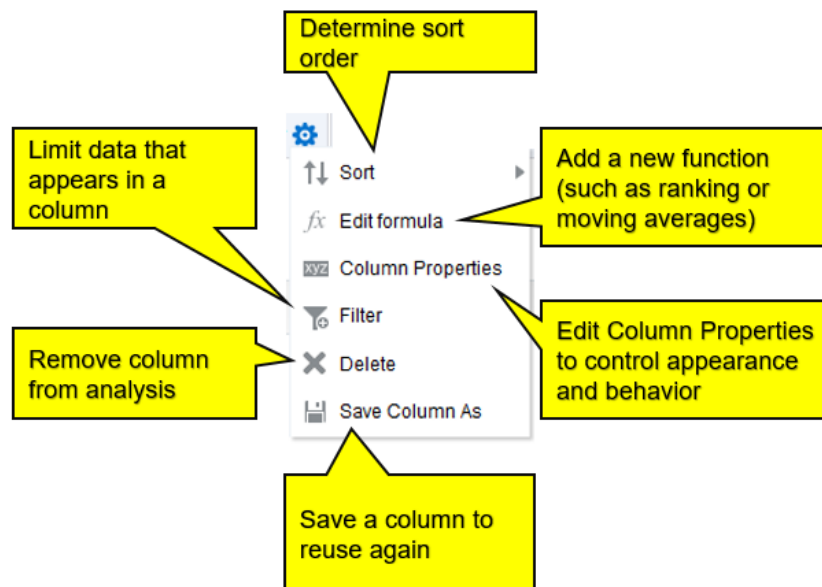 Determine sort
order
Limit data that
appears in a
column
Sort
Add a new function
(such as ranking or
moving averages)
fx Edit formula
xyz Column Properties
Filter
Edit Column Properties
to control appearance
and behavior
Remove column
from analysis
Delete
Save Column As
Save a column to
reuse again